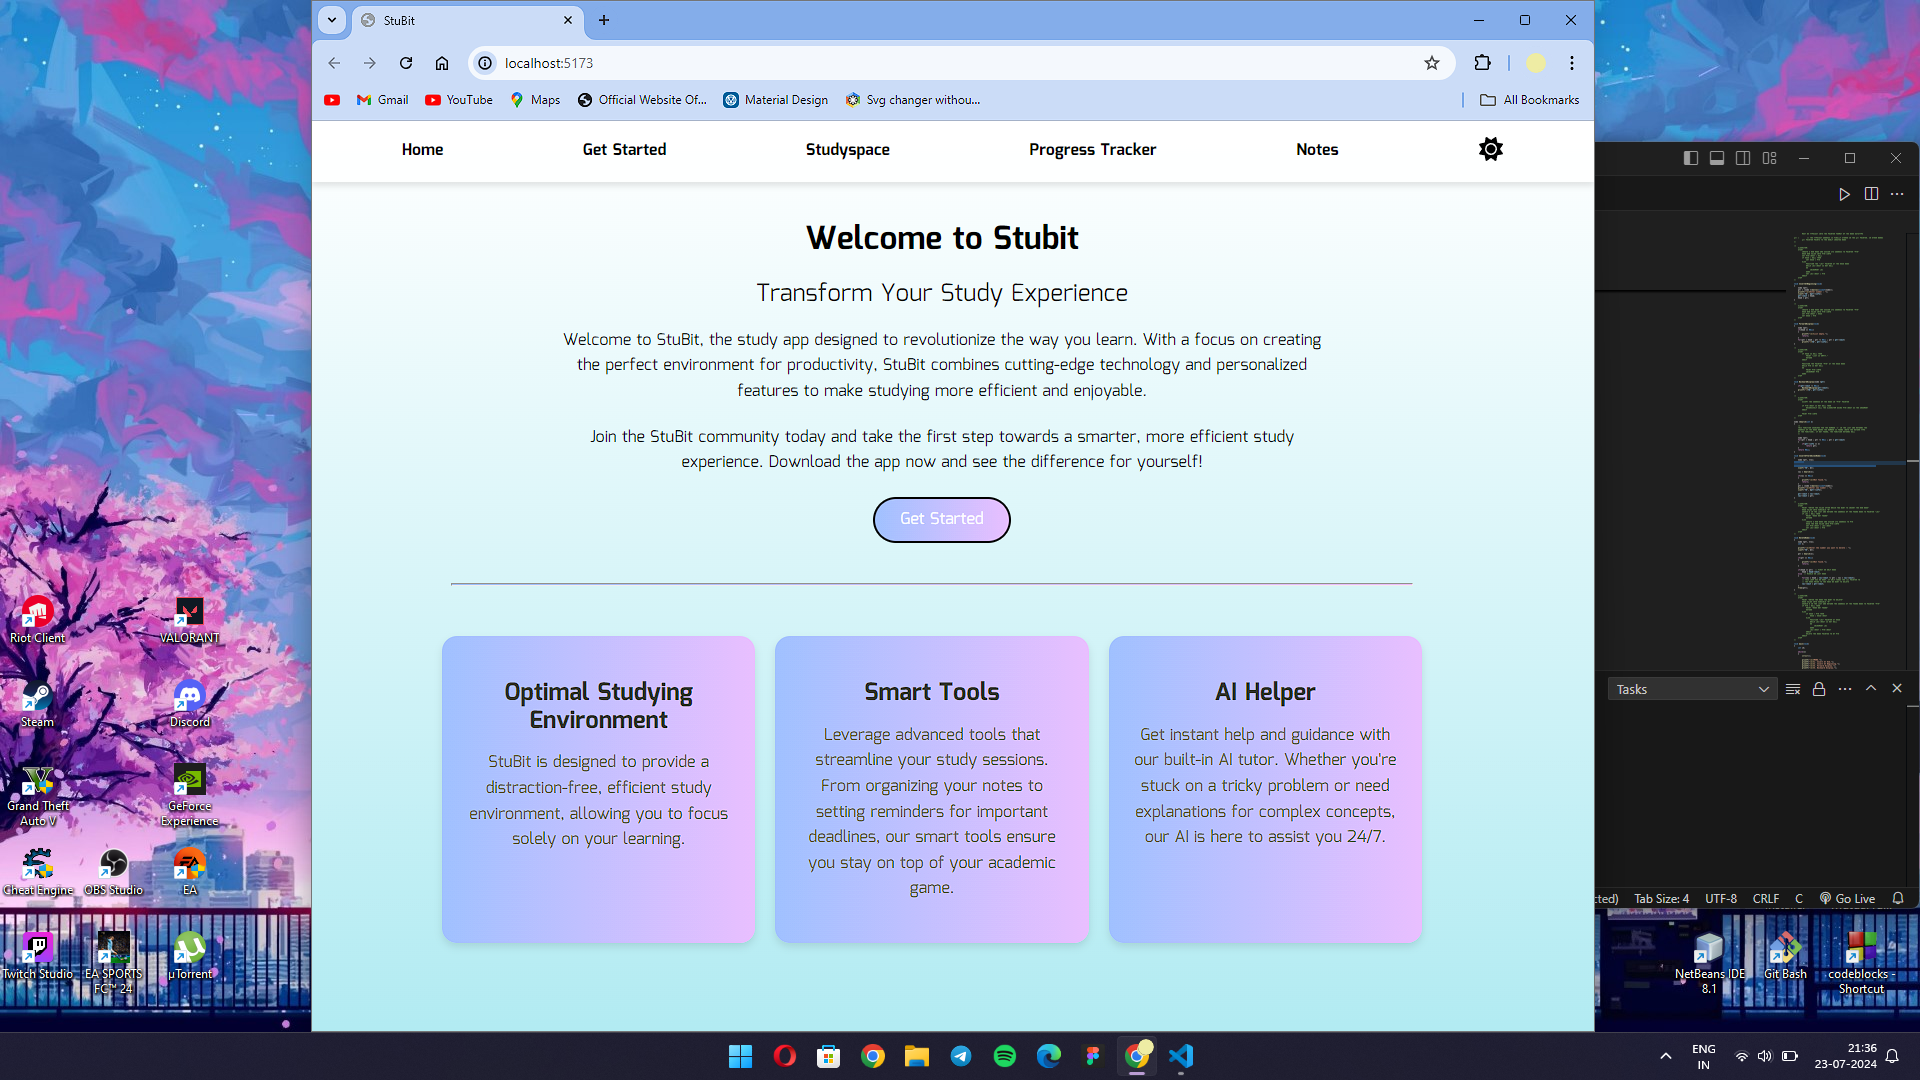 StuBit
localhost:5173
Gmail
YouTube
Maps
Official Website Of...
Material Design
Svg changer withou...
All Bookmarks
Home
Get Started
Studyspace
Progress Tracker
Notes
Welcome to Stubit
Transform Your Study Experience
Welcome to StuBit, the study app designed to revolutionize the way you learn. With a focus on creating
the perfect environment for productivity, StuBit combines cutting-edge technology and personalized
features to make studying more efficient and enjoyable.
Join the StuBit community today and take the first step towards a smarter, more efficient study
experience. Download the app now and see the difference for yourself!
Get Started
Optimal Studying
Environment
StuBit is designed to provide a
distraction-free, efficient study
environment, allowing you to focus
solely on your learning.
Smart Tools
Leverage advanced tools that
streamline your study sessions.
From organizing your notes to
setting reminders for important
deadlines, our smart tools ensure
you stay on top of your academic
game.
AI Helper
Get instant help and guidance with
our built-in AI tutor. Whether you're
stuck on a tricky problem or need
explanations for complex concepts,
our AI is here to assist you 24/7.
Riot Client
VALORANT
Steam
Discord
Grand Theft
Auto V
GeForce
Experience
Cheat Engine
OBS Studio
EA
Twitch Studio
EA SPORTS
FC™ 24
µTorrent
Tasks
cted)
Tab Size: 4
UTF-8
CRLF
C
Go Live
NetBeans IDE
8.1
Git Bash
codeblocks -
Shortcut
ENG
IN
21:36
23-07-2024